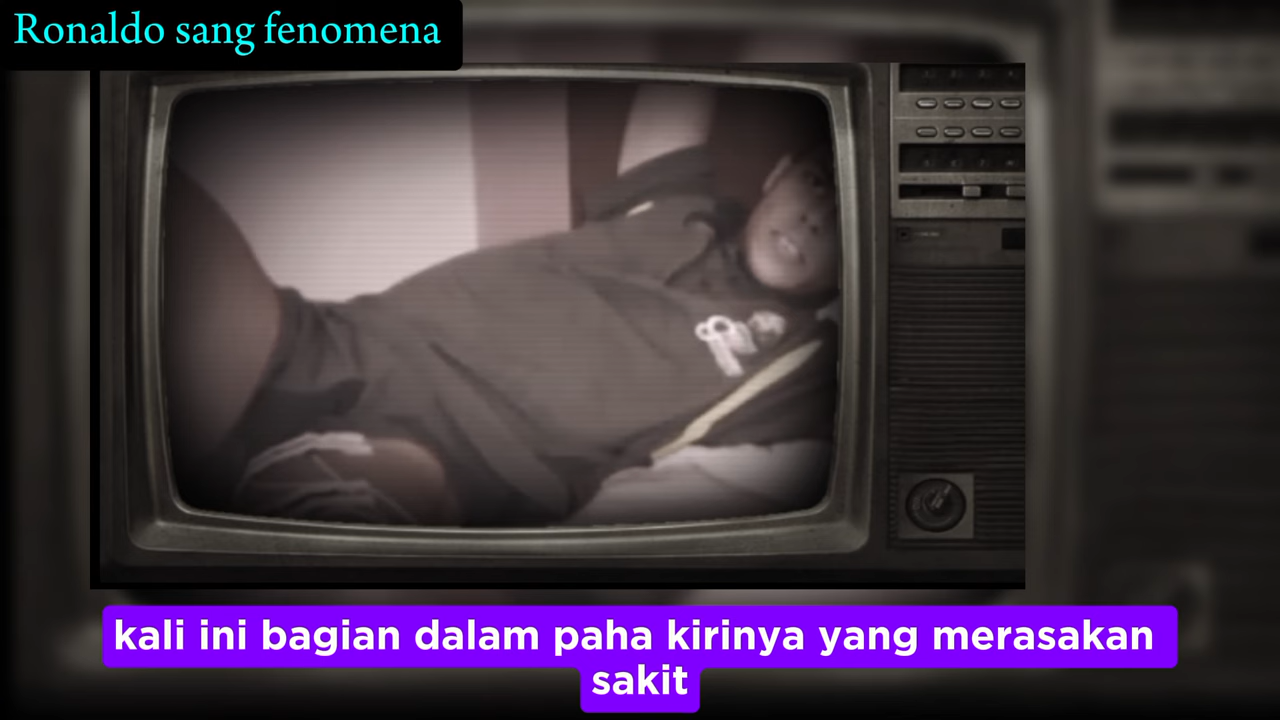 Ronaldo sang fenomena
kali ini bagian dalam paha kirinya yang merasakan
sakit